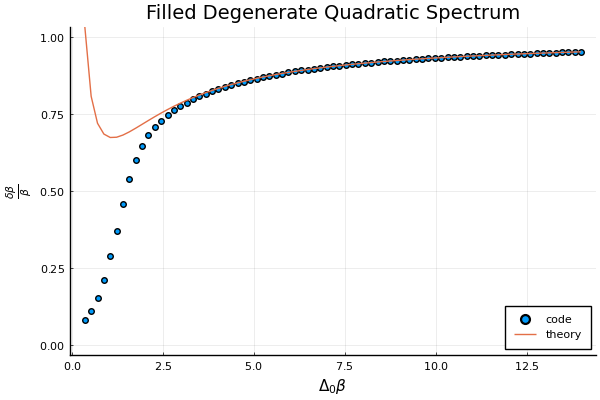 Filled Degenerate Quadratic Spectrum
1.00
0.75
0.50
0.25
0.00
δβ
β
code
theory
0.0 2.5 5.0 7.5 10.0 12.5
Δ₀β